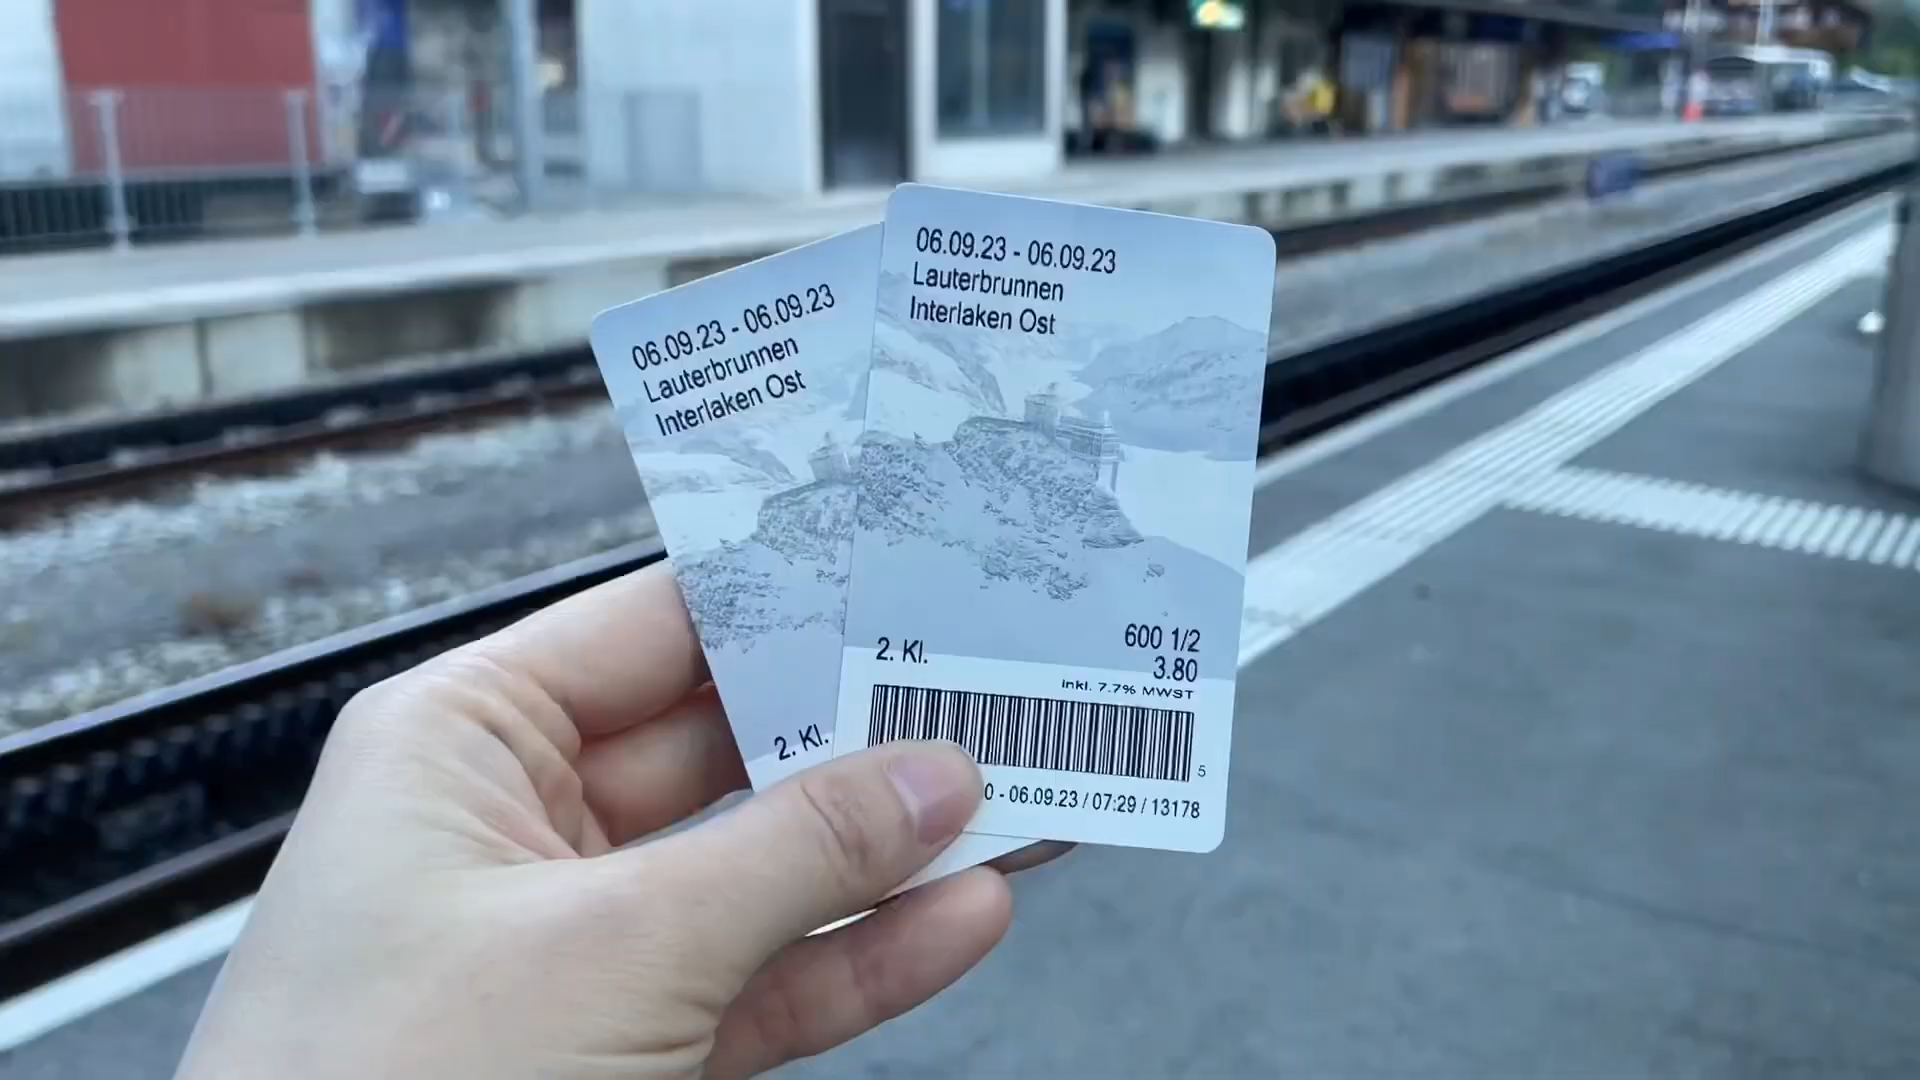 06.09.23 - 06.09.23
Lauterbrunnen
Interlaken Ost
2. Kl.
06.09.23 - 06.09.23
Lauterbrunnen
Interlaken Ost
600 1/2
2. Kl.
3.80
inkl. 7.7% MWST
5
0 - 06.09.23 / 07:29 / 13178